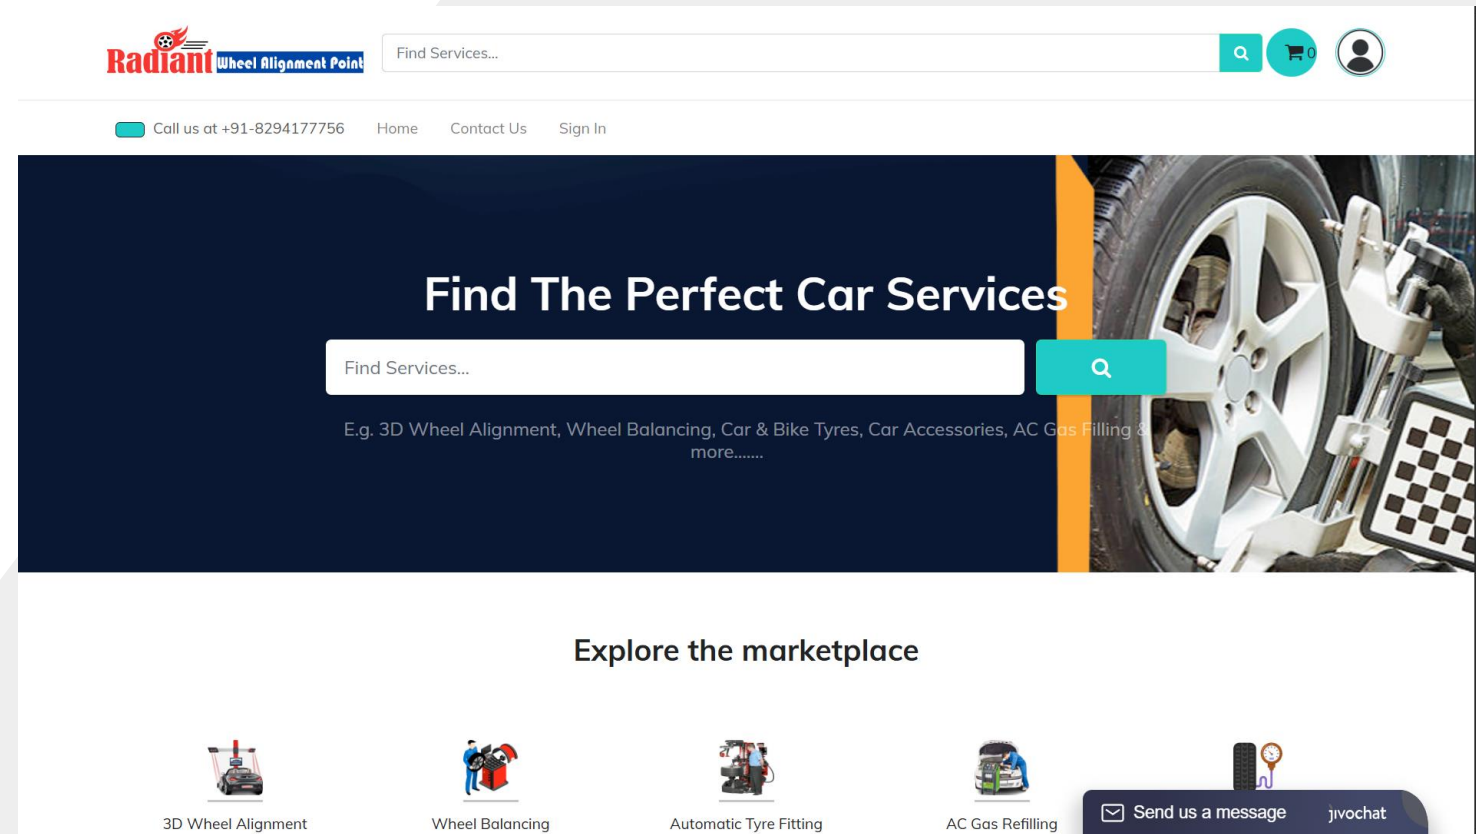 Radiant Wheel Alignment Point
Find Services...
0
Call us at +91-8294177756
Home
Contact Us
Sign In
Find The Perfect Car Services
Find Services...
E.g. 3D Wheel Alignment, Wheel Balancing, Car & Bike Tyres, Car Accessories, AC Gas Filling &
more.......
Explore the marketplace
3D Wheel Alignment
Wheel Balancing
Automatic Tyre Fitting
AC Gas Refilling
Send us a message
jivochat